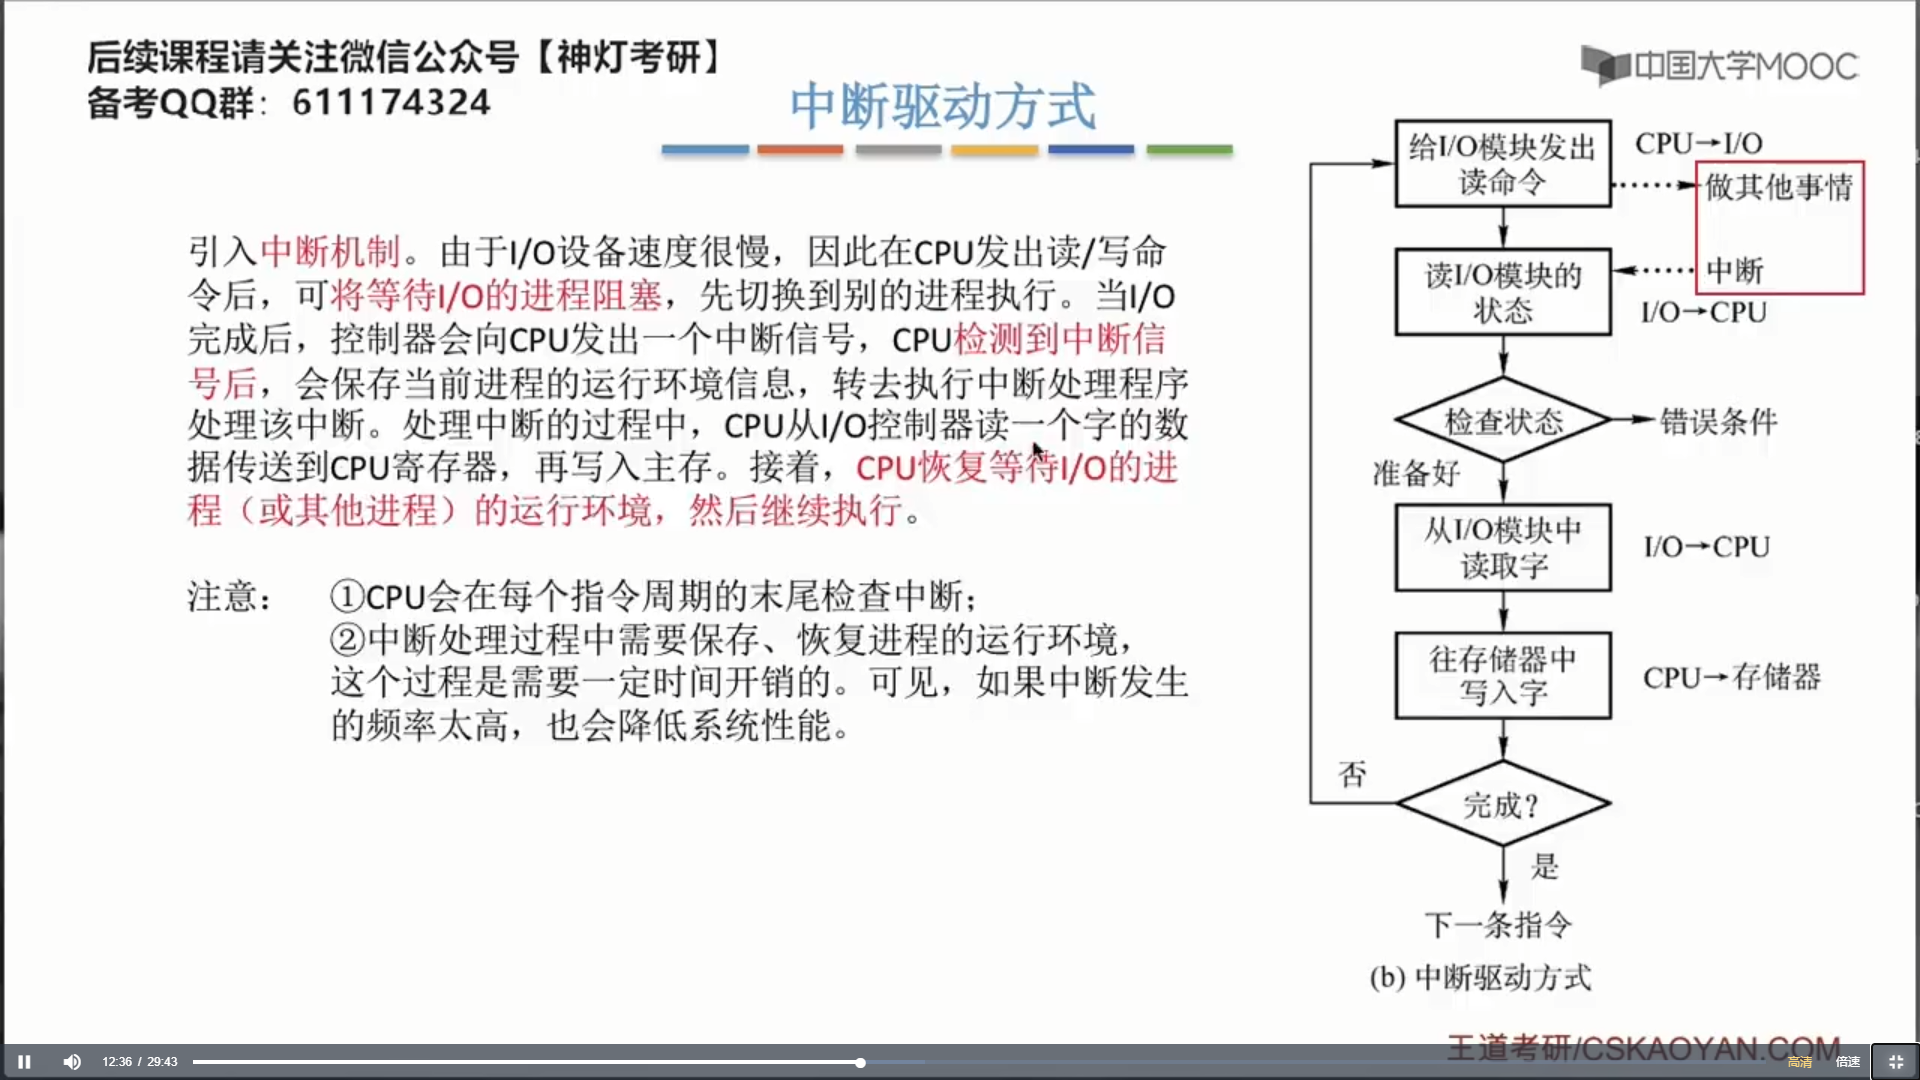 后续课程请关注微信公众号【神灯考研】
备考QQ群：611174324
中国大学MOOC
中断驱动方式
引入中断机制。由于I/O设备速度很慢，因此在CPU发出读/写命
令后，可将等待I/O的进程阻塞，先切换到别的进程执行。当I/O
完成后，控制器会向CPU发出一个中断信号，CPU检测到中断信
号后，会保存当前进程的运行环境信息，转去执行中断处理程序
处理该中断。处理中断的过程中，CPU从I/O控制器读一个字的数
据传送到CPU寄存器，再写入主存。接着，CPU恢复等待I/O的进
程（或其他进程）的运行环境，然后继续执行。
注意： ①CPU会在每个指令周期的末尾检查中断；
②中断处理过程中需要保存、恢复进程的运行环境，
这个过程是需要一定时间开销的。可见，如果中断发生
的频率太高，也会降低系统性能。
给I/O模块发出
读命令
CPU→I/O
做其他事情
读I/O模块的
状态
中断
I/O→CPU
检查状态
错误条件
准备好
从I/O模块中
读取字
I/O→CPU
往存储器中
写入字
CPU→存储器
否
完成？
是
下一条指令
(b) 中断驱动方式
王道考研/CSKAOYAN.COM
12:36 / 29:43
高清
倍速